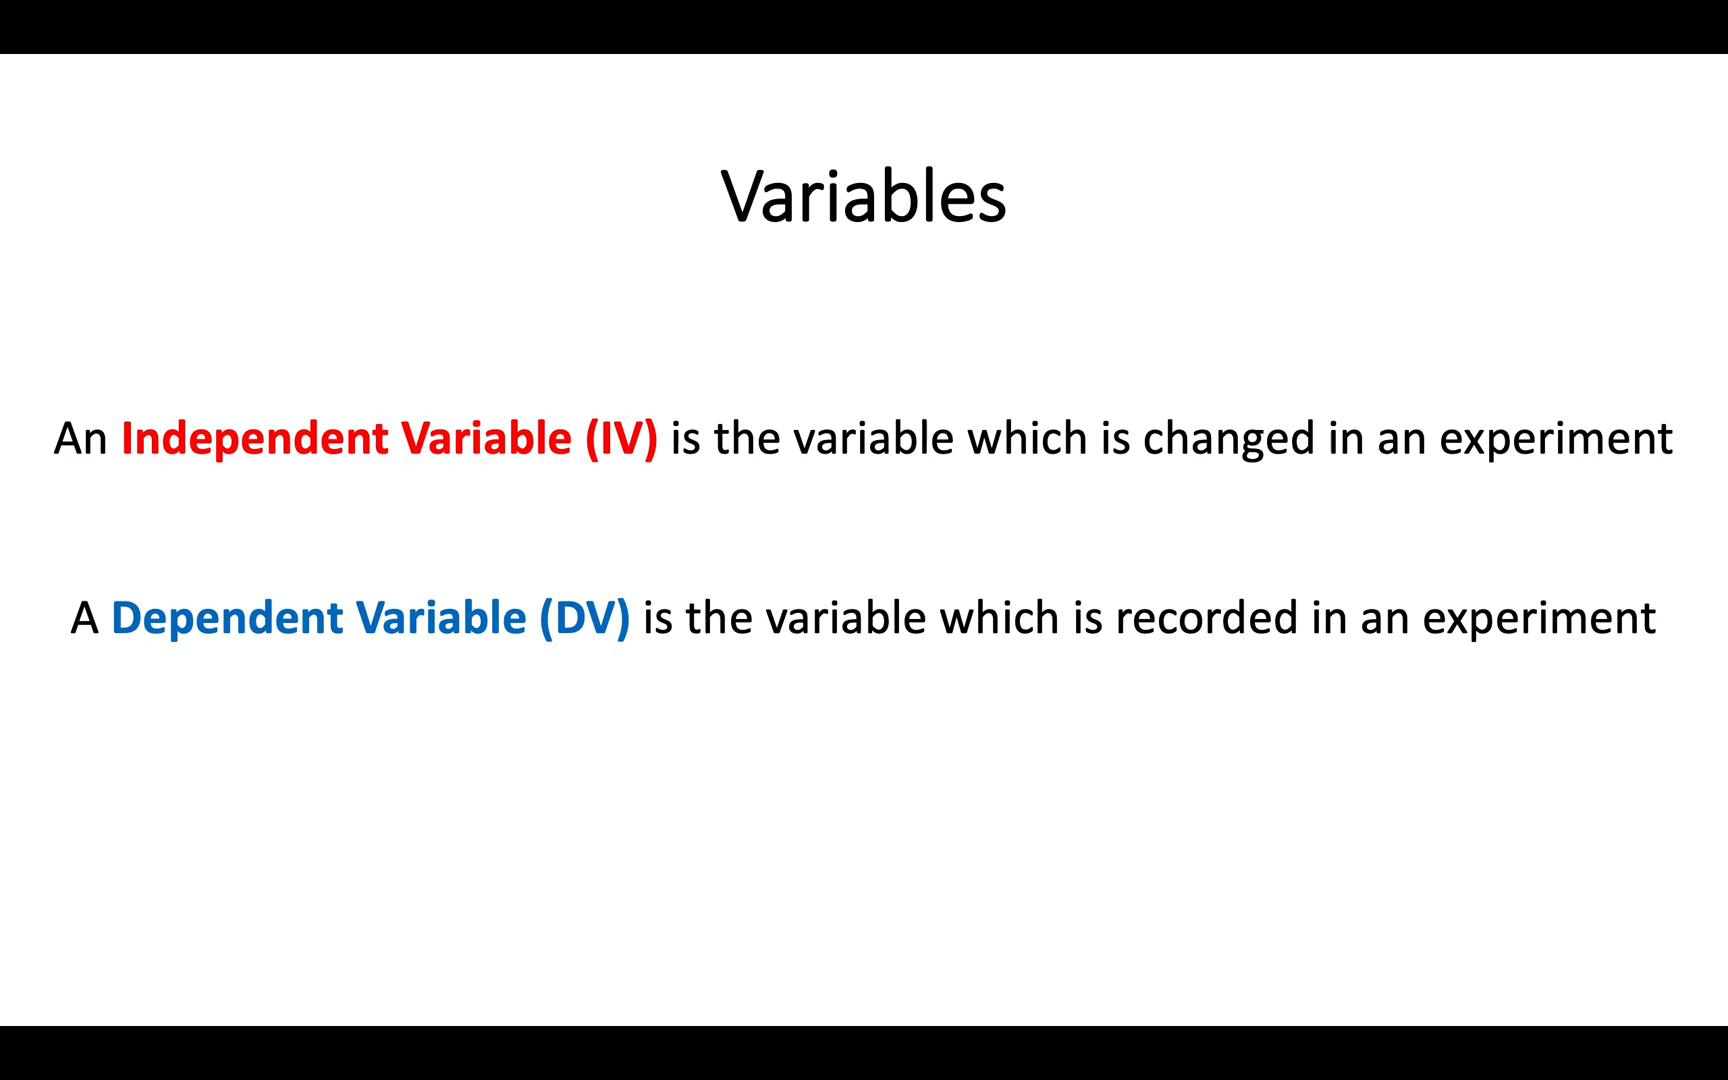 Variables
An Independent Variable (IV) is the variable which is changed in an experiment
A Dependent Variable (DV) is the variable which is recorded in an experiment